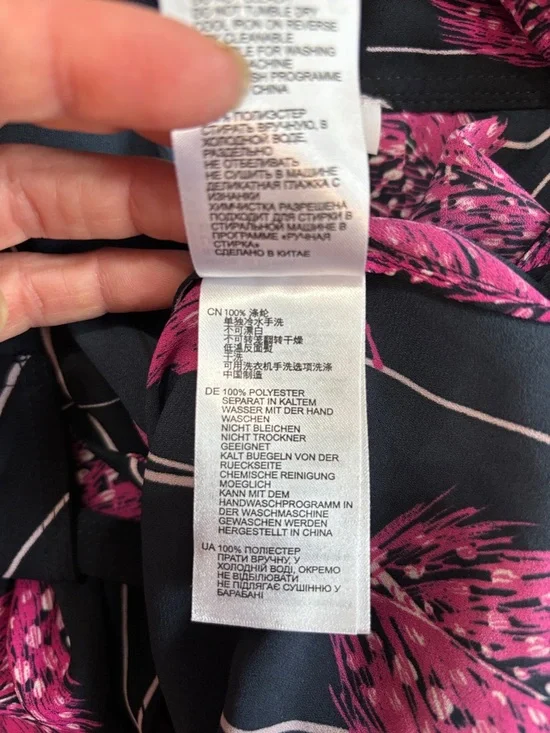 DO NOT TUMBLE DRY
COOL IRON ON REVERSE
DRY CLEANABLE
LE FOR WASHING
MACHINE
SH PROGRAMME
CHINA
ПОЛИЭСТЕР
СТИРАТЬ ВРУЧНУЮ, В
ХОЛОДНОЙ ВОДЕ,
РАЗДЕЛЬНО
НЕ ОТБЕЛИВАТЬ
НЕ СУШИТЬ В МАШИНЕ
ДЕЛИКАТНАЯ ГЛАЖКА С
ИЗНАНКИ
ХИМЧИСТКА РАЗРЕШЕНА
ПОДХОДИТ ДЛЯ СТИРКИ В
СТИРАЛЬНОЙ МАШИНЕ В
ПРОГРАММЕ «РУЧНАЯ
СТИРКА»
СДЕЛАНО В КИТАЕ
CN 100% 涤纶
单独冷水手洗
不可漂白
不可转笼翻转干燥
低温反面熨
干洗
可用洗衣机手洗选项洗涤
中国制造
DE 100% POLYESTER
SEPARAT IN KALTEM
WASSER MIT DER HAND
WASCHEN
NICHT BLEICHEN
NICHT TROCKNER
GEEIGNET
KALT BUEGELN VON DER
RUECKSEITE
CHEMISCHE REINIGUNG
MOEGLICH
KANN MIT DEM
HANDWASCHPROGRAMM IN
DER WASCHMASCHINE
GEWASCHEN WERDEN
HERGESTELLT IN CHINA
UA 100% ПОЛІЕСТЕР
ПРАТИ ВРУЧНУ, У
ХОЛОДНІЙ ВОДІ, ОКРЕМО
НЕ ВІДБІЛЮВАТИ
НЕ ПІДЛЯГАЄ СУШІННЮ У
БАРАБАНІ